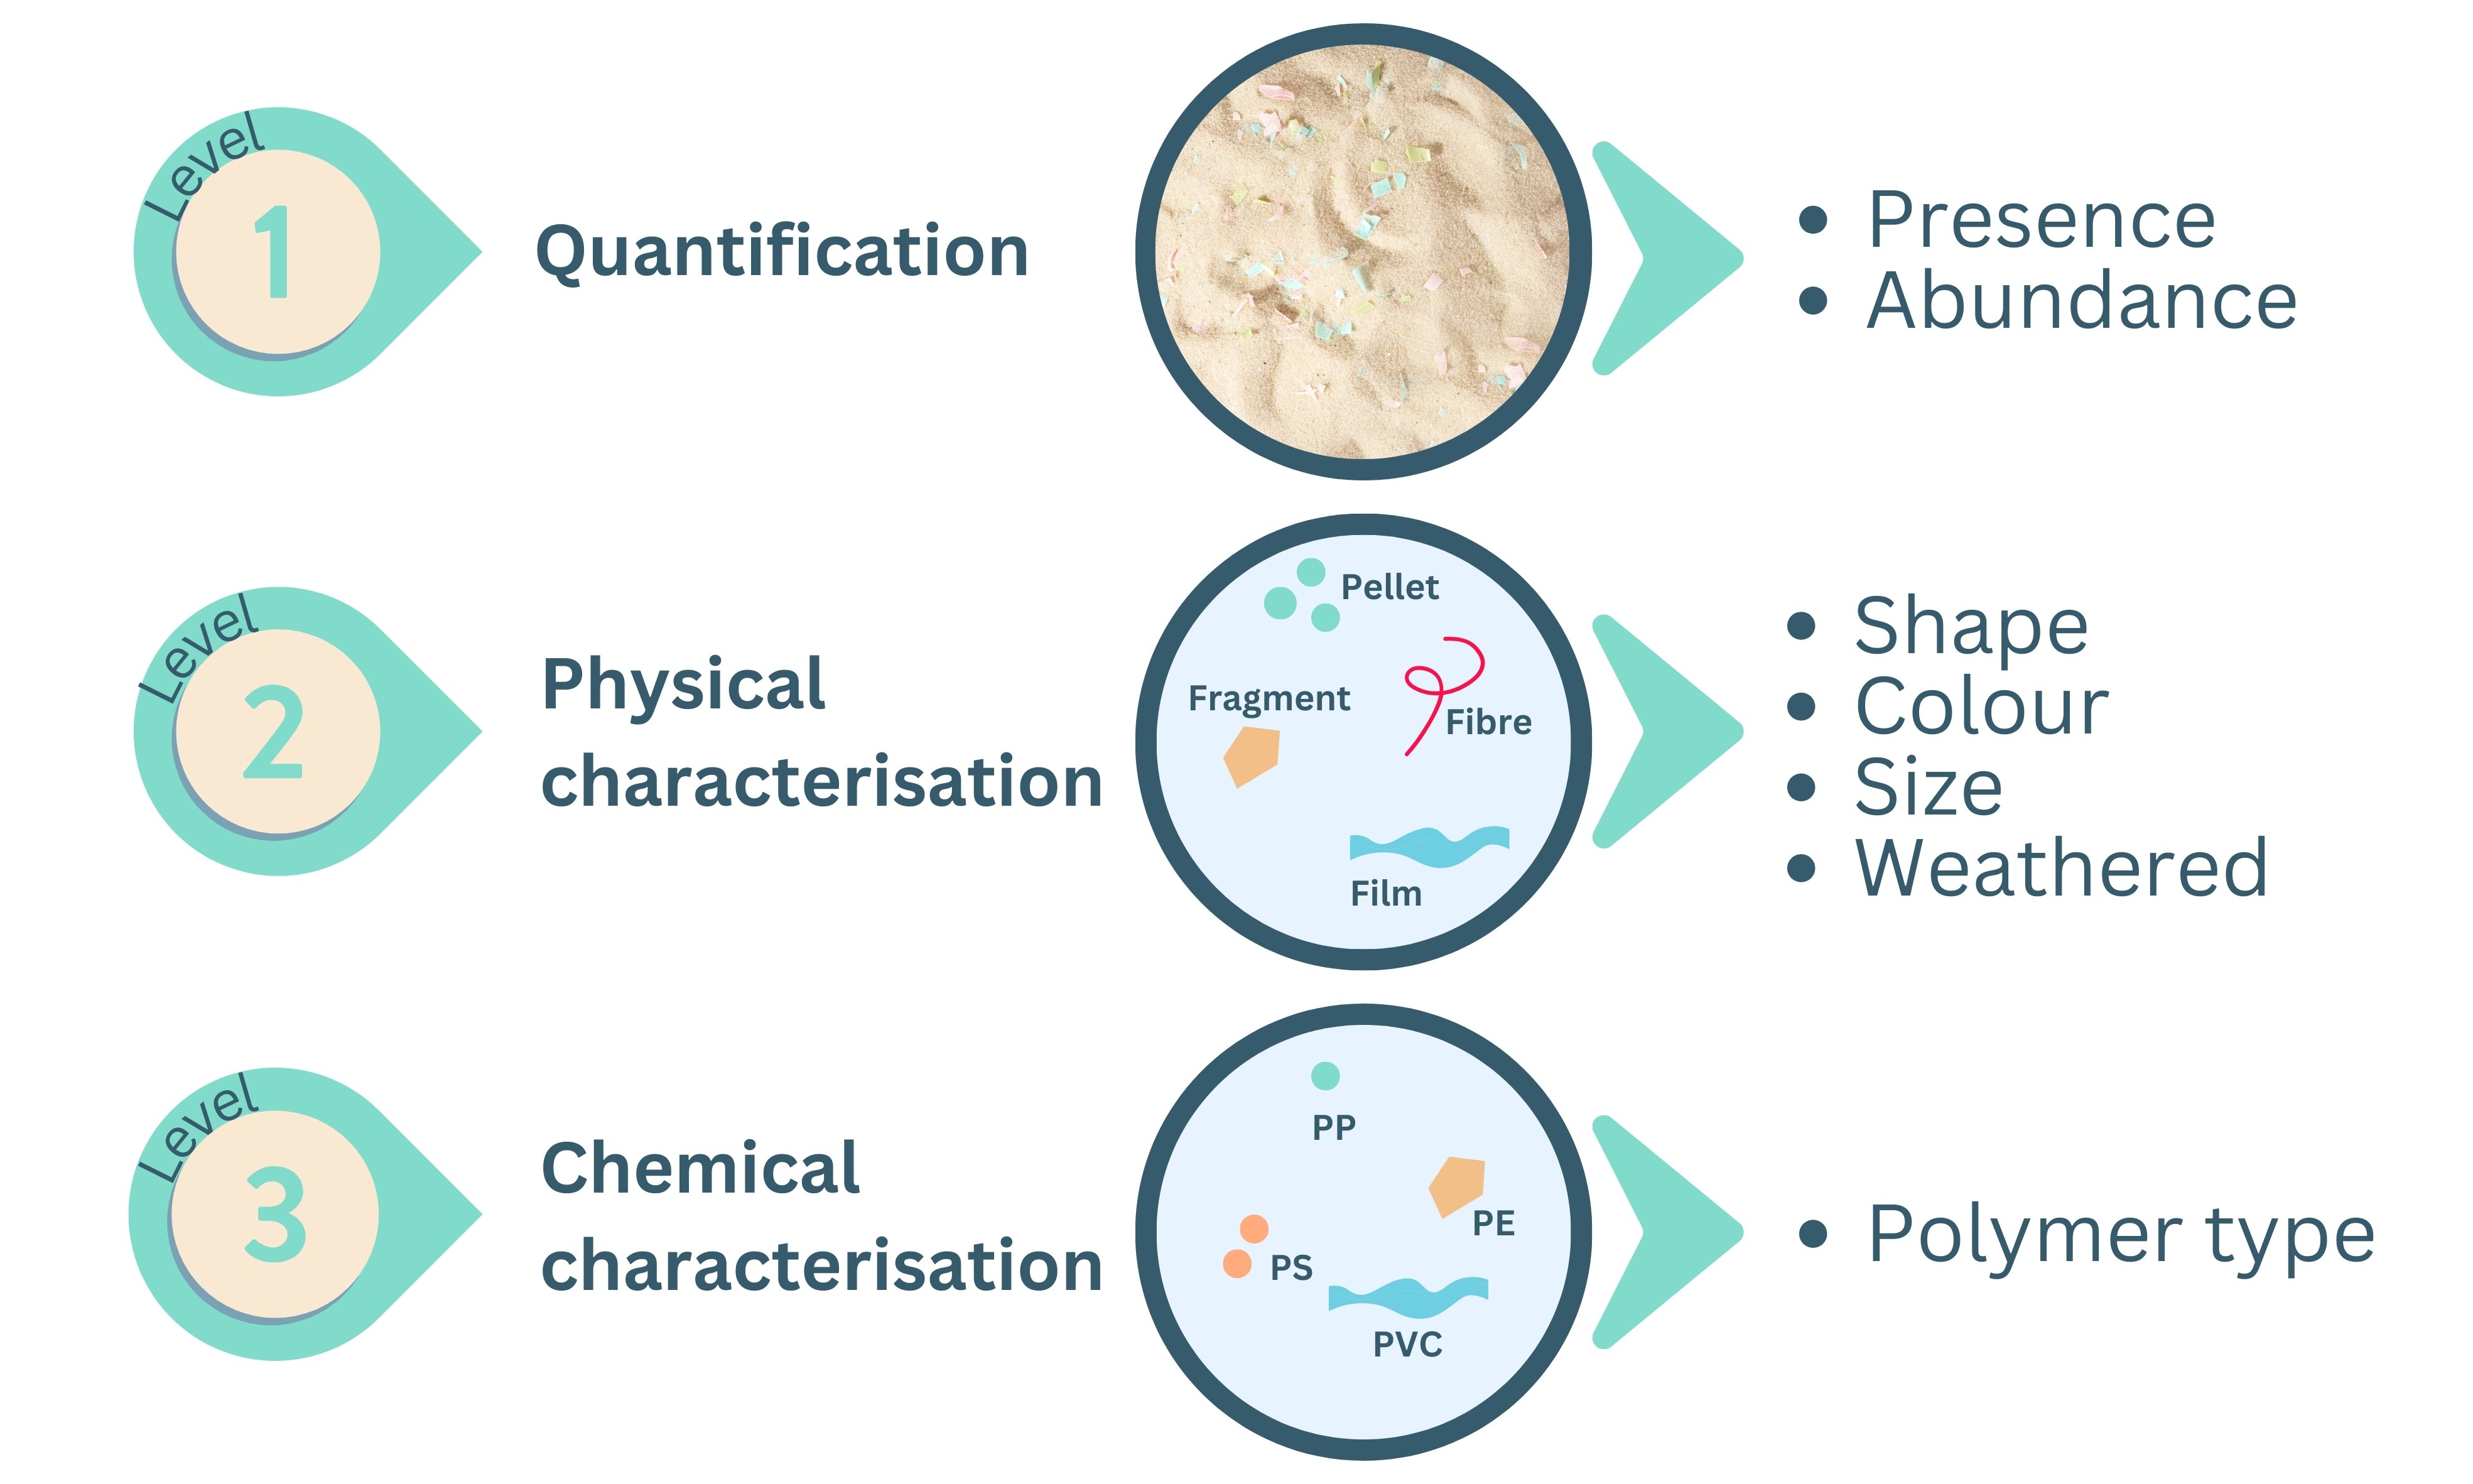 Level
1
Quantification
Presence
Abundance
Level
2
Physical
characterisation
Pellet
Fragment
Fibre
Film
Shape
Colour
Size
Weathered
Level
3
Chemical
characterisation
PP
PE
PS
PVC
Polymer type